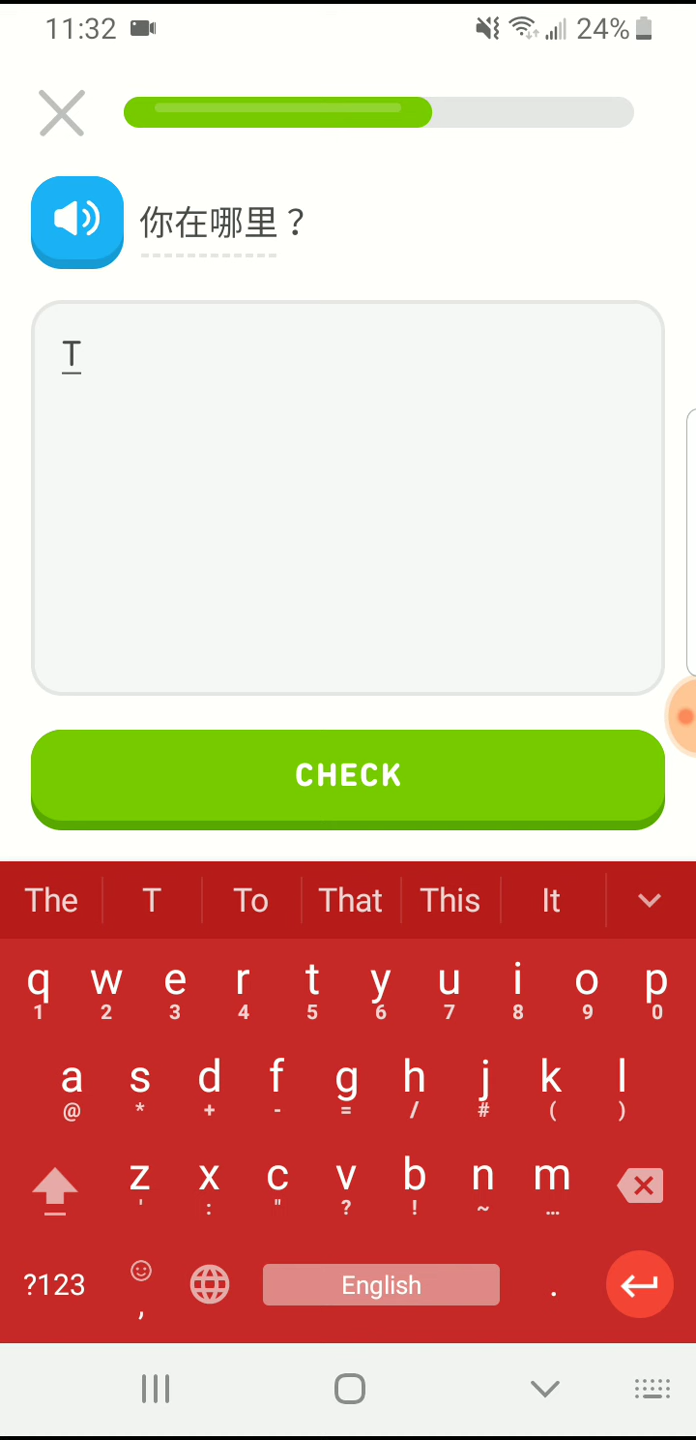 11:32 24%
你在哪里？
T
CHECK
The T To That This It
q w e r t y u i o p
1 2 3 4 5 6 7 8 9 0
a s d f g h j k l
@ * + - = / # ( )
z x c v b n m
' : " ? ! ~ …
?123 , English .